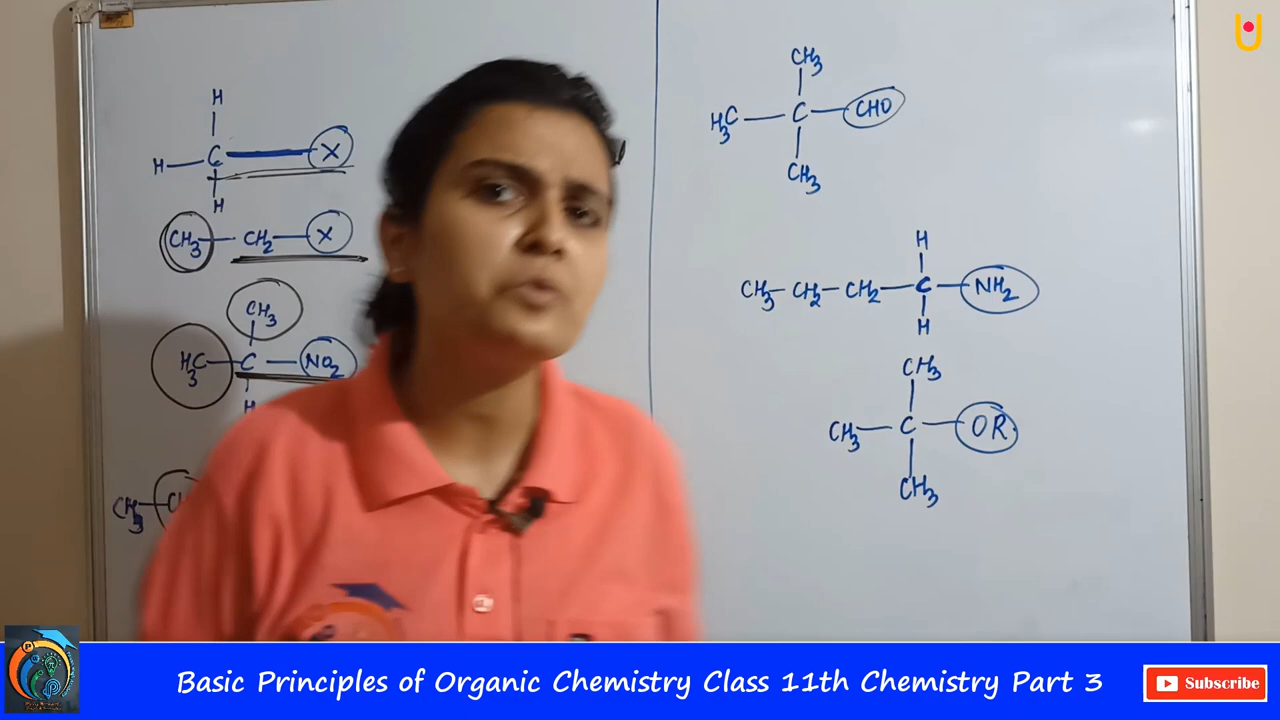 H
H—C—X
H
CH3—CH2—X
CH3
H3C—C—NO2
H
CH3
CH3
H3C—C—CHO
CH3
H
CH3—CH2—CH2—C—NH2
H
CH3
CH3—C—OR
CH3
Basic Principles of Organic Chemistry Class 11th Chemistry Part 3
Subscribe